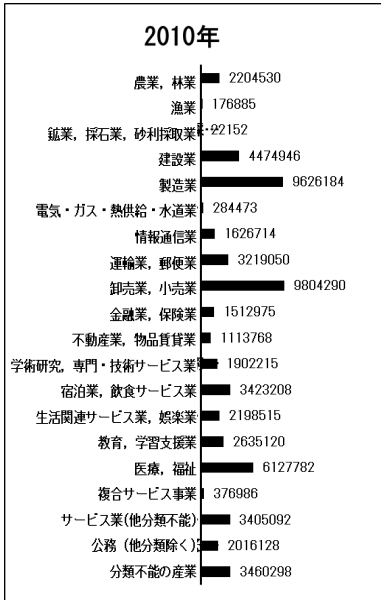 2010年
農業，林業 2204530
漁業 176885
鉱業，採石業，砂利採取業 22152
建設業 4474946
製造業 9626184
電気・ガス・熱供給・水道業 284473
情報通信業 1626714
運輸業，郵便業 3219050
卸売業，小売業 9804290
金融業，保険業 1512975
不動産業，物品賃貸業 1113768
学術研究，専門・技術サービス業 1902215
宿泊業，飲食サービス業 3423208
生活関連サービス業，娯楽業 2198515
教育，学習支援業 2635120
医療，福祉 6127782
複合サービス事業 376986
サービス業(他分類不能) 3405092
公務（他分類除く） 2016128
分類不能の産業 3460298